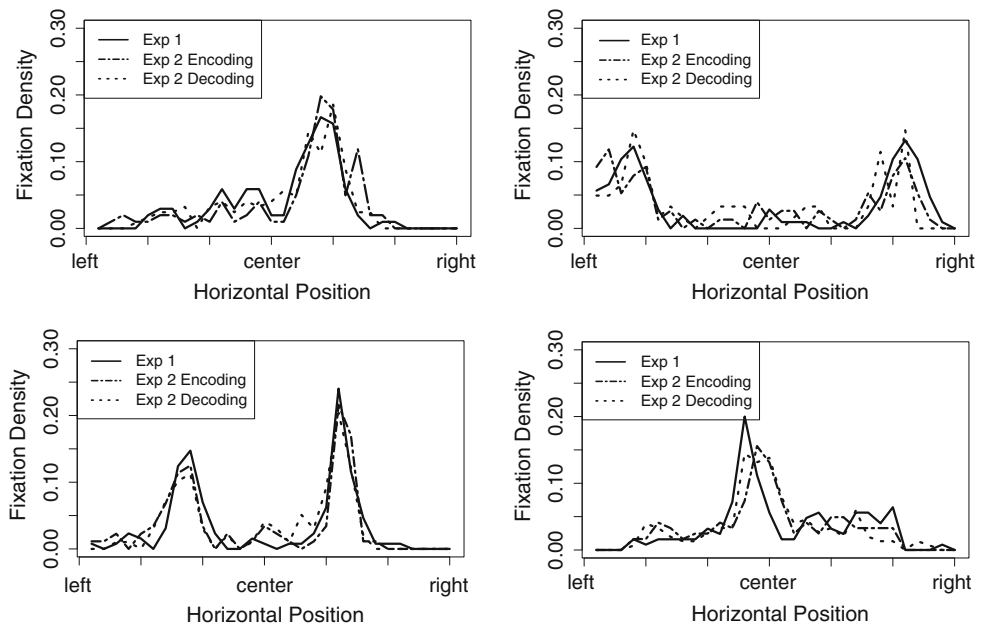 Exp 1
Exp 2 Encoding
Exp 2 Decoding
Fixation Density
0.00 0.10 0.20 0.30
left center right
Horizontal Position
Exp 1
Exp 2 Encoding
Exp 2 Decoding
Fixation Density
0.00 0.10 0.20 0.30
left center right
Horizontal Position
Exp 1
Exp 2 Encoding
Exp 2 Decoding
Fixation Density
0.00 0.10 0.20 0.30
left center right
Horizontal Position
Exp 1
Exp 2 Encoding
Exp 2 Decoding
Fixation Density
0.00 0.10 0.20 0.30
left center right
Horizontal Position